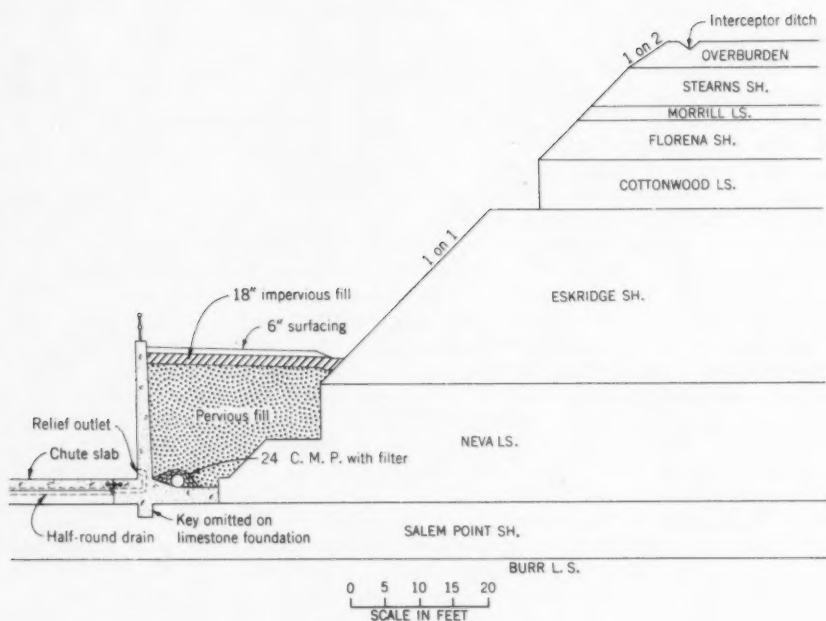 Interceptor ditch
1 on 2
OVERBURDEN
STEARNS SH.
MORRILL LS.
FLORENA SH.
COTTONWOOD LS.
1 on 1
ESKRIDGE SH.
18" impervious fill
6" surfacing
Pervious fill
Relief outlet
Chute slab
24 C. M. P. with filter
NEVA LS.
Half-round drain
Key omitted on
limestone foundation
SALEM POINT SH.
BURR L. S.
0 5 10 15 20
SCALE IN FEET